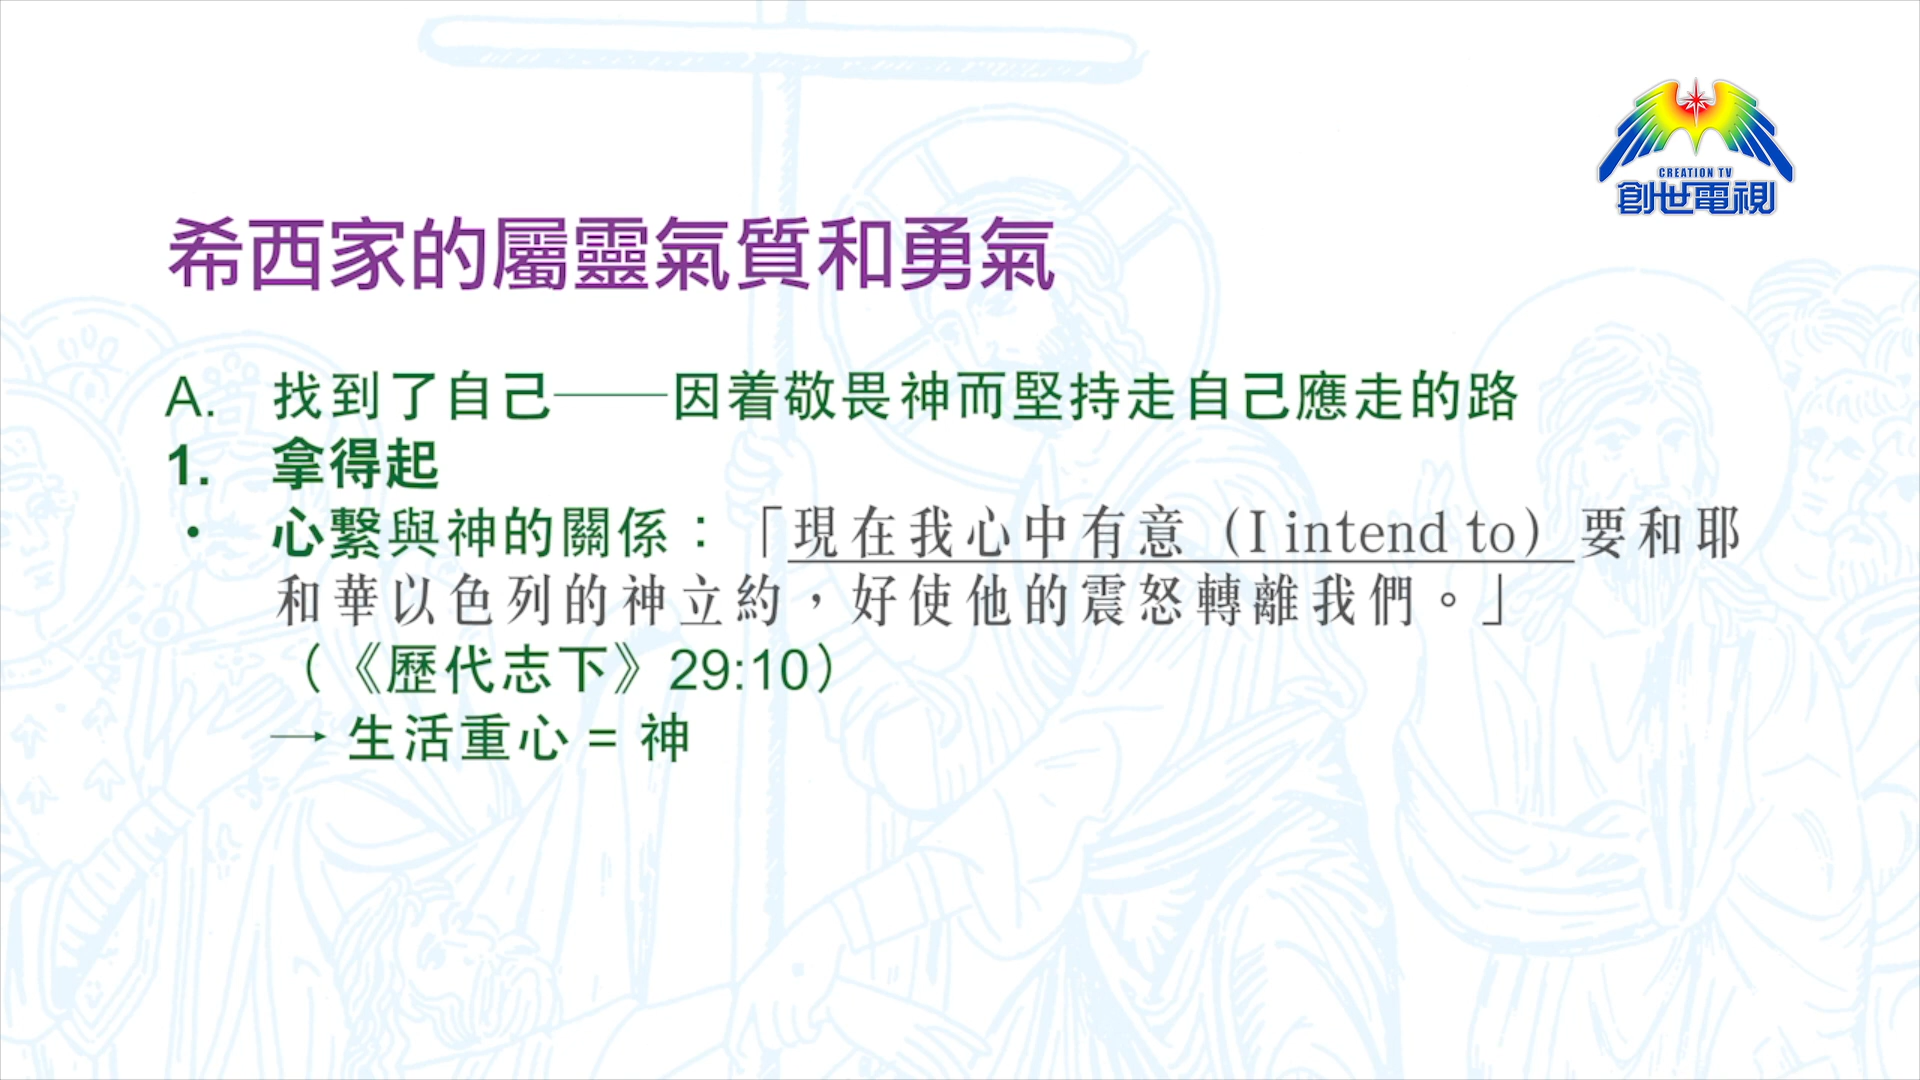 CREATION TV
創世電視
希西家的屬靈氣質和勇氣
A. 找到了自己——因着敬畏神而堅持走自己應走的路
1. 拿得起
• 心繫與神的關係：「現在我心中有意（I intend to）要和耶
和華以色列的神立約，好使他的震怒轉離我們。」
（《歷代志下》29:10）
→ 生活重心 = 神